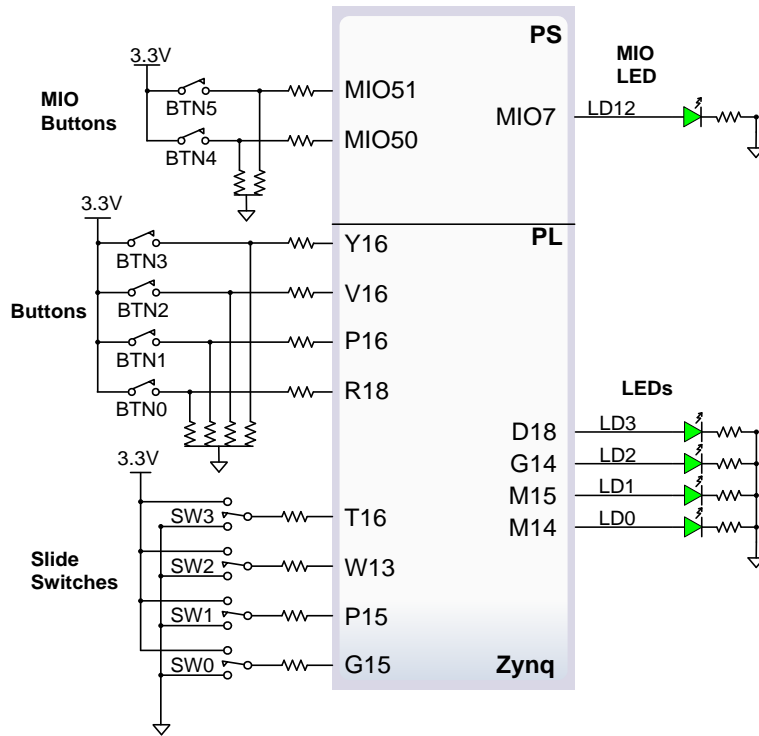 PS
3.3V
MIO
Buttons
BTN5
MIO51
BTN4
MIO50
MIO7
LD12
MIO
LED
3.3V
PL
Buttons
BTN3
Y16
BTN2
V16
BTN1
P16
BTN0
R18
LEDs
D18
LD3
G14
LD2
M15
LD1
M14
LD0
3.3V
Slide
Switches
SW3
T16
SW2
W13
SW1
P15
SW0
G15
Zynq